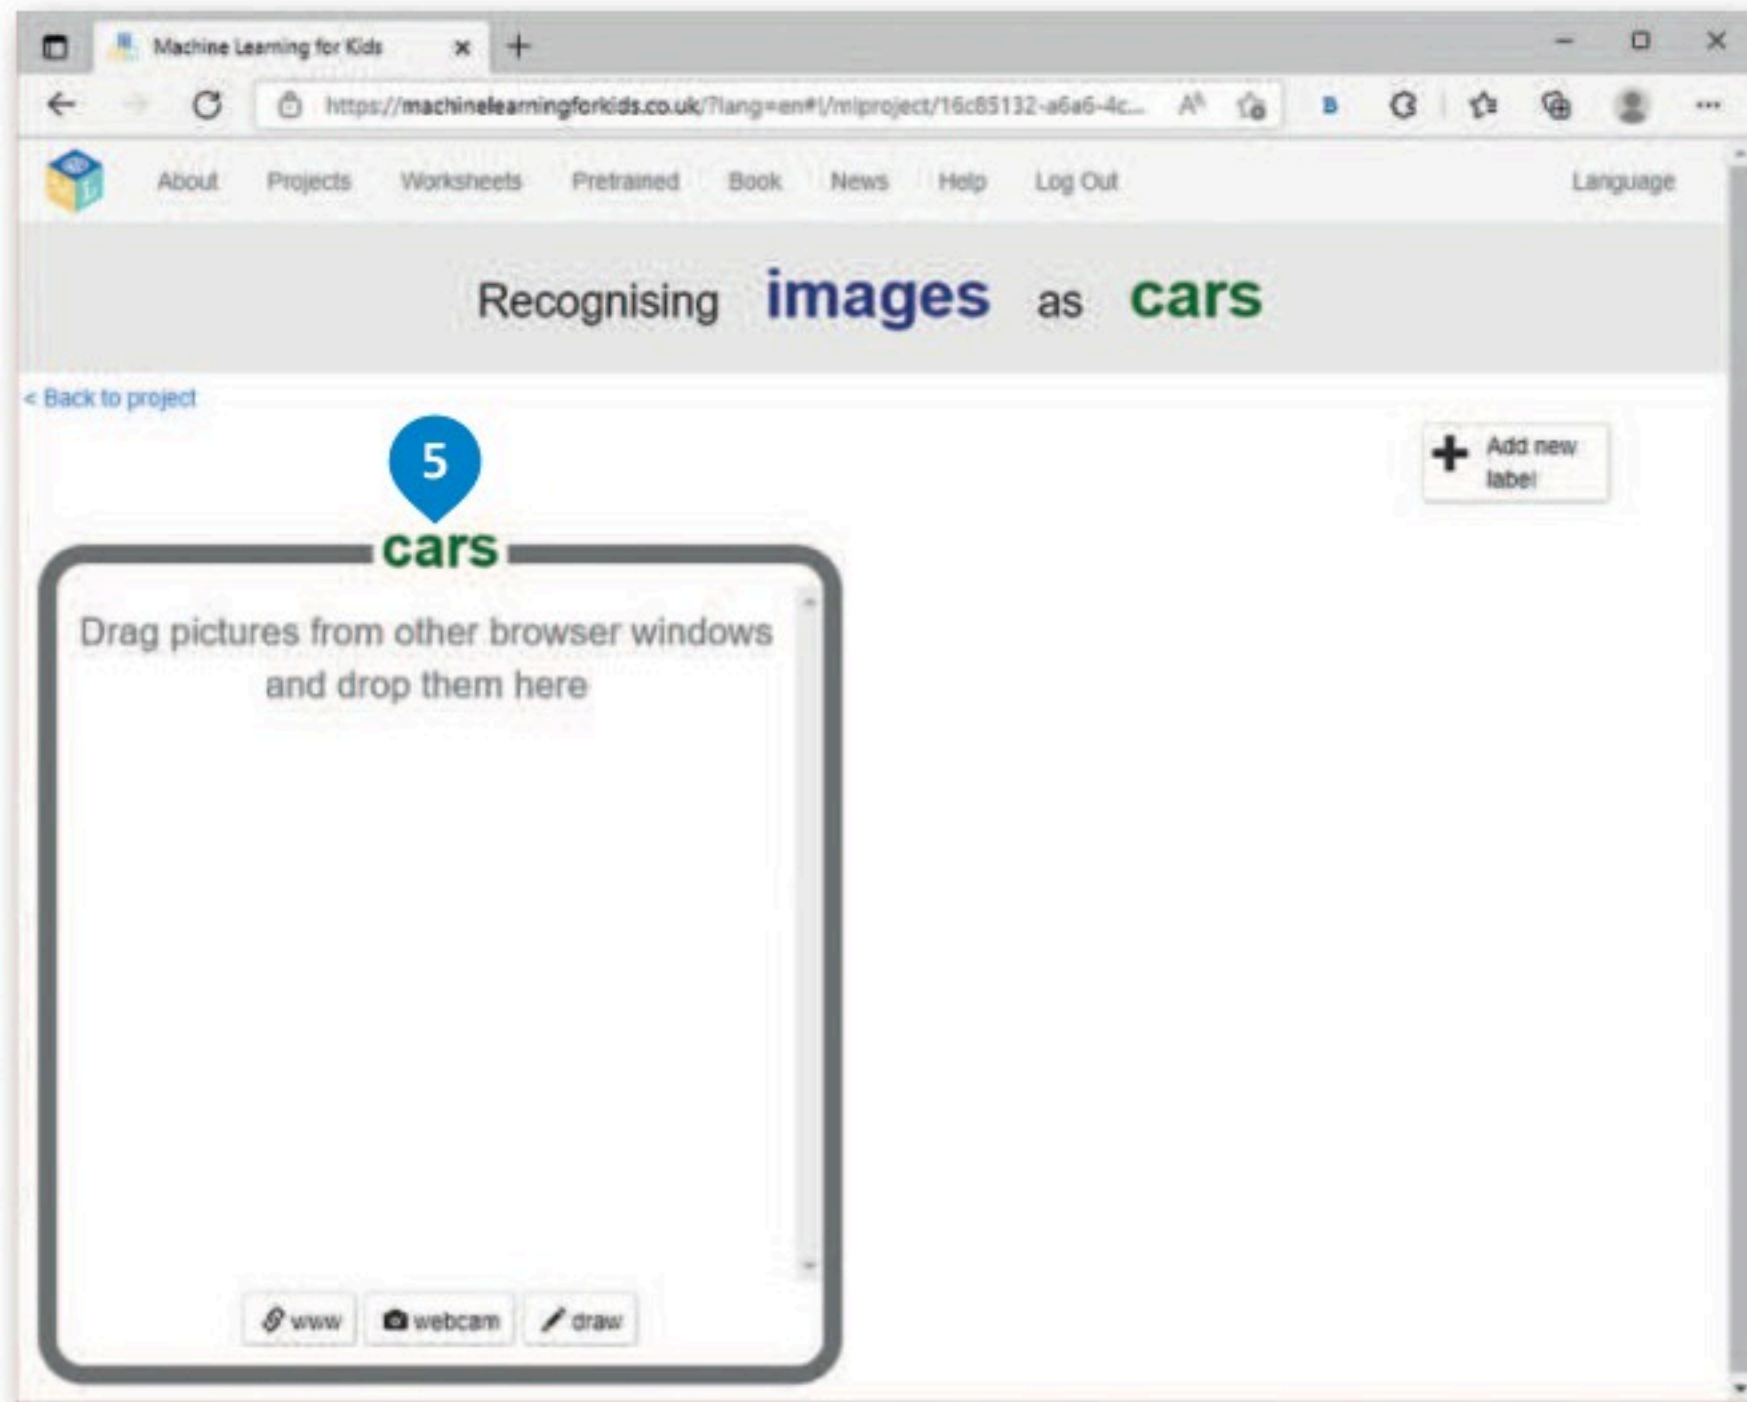 Machine Learning for Kids
https://machinelearningforkids.co.uk/?lang=en#!/mlproject/16c85132-a6a6-4c...
About Projects Worksheets Pretrained Book News Help Log Out Language
Recognising images as cars
< Back to project
Add new
label
5
cars
Drag pictures from other browser windows
and drop them here
www webcam draw